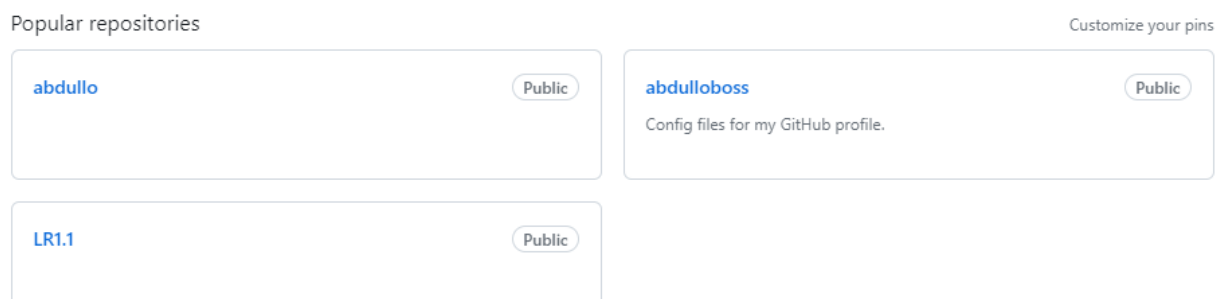 Popular repositories
Customize your pins
abdullo
Public
abdulloboss
Public
Config files for my GitHub profile.
LR1.1
Public